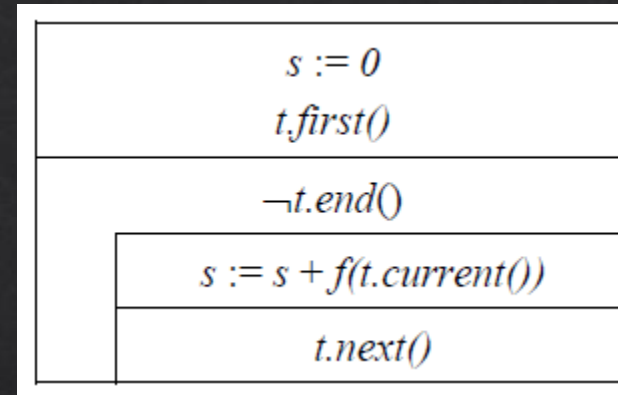 s := 0
t.first()
¬t.end()
s := s + f(t.current())
t.next()